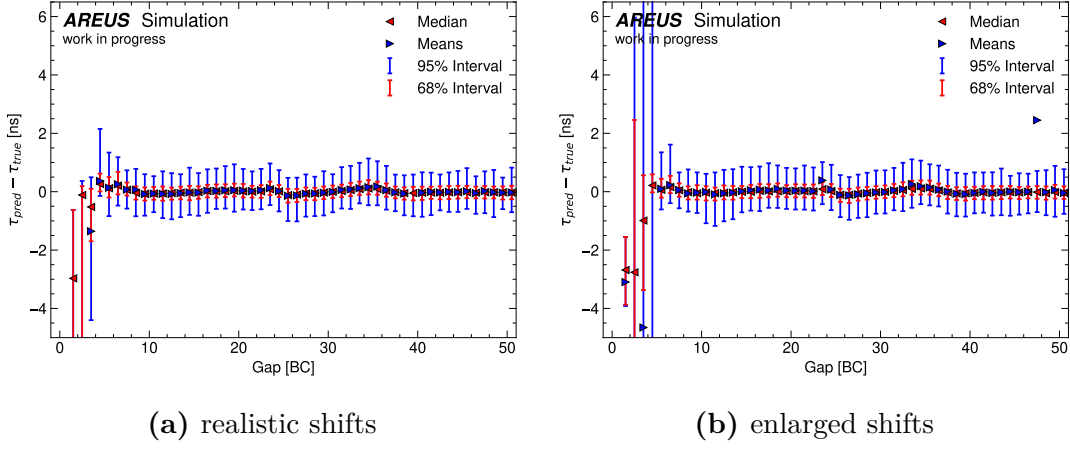 AREUS Simulation
work in progress
Median
Means
95% Interval
68% Interval
6
4
2
0
−2
−4
τpred − τtrue [ns]
0 10 20 30 40 50
Gap [BC]
(a) realistic shifts
AREUS Simulation
work in progress
Median
Means
95% Interval
68% Interval
6
4
2
0
−2
−4
τpred − τtrue [ns]
0 10 20 30 40 50
Gap [BC]
(b) enlarged shifts